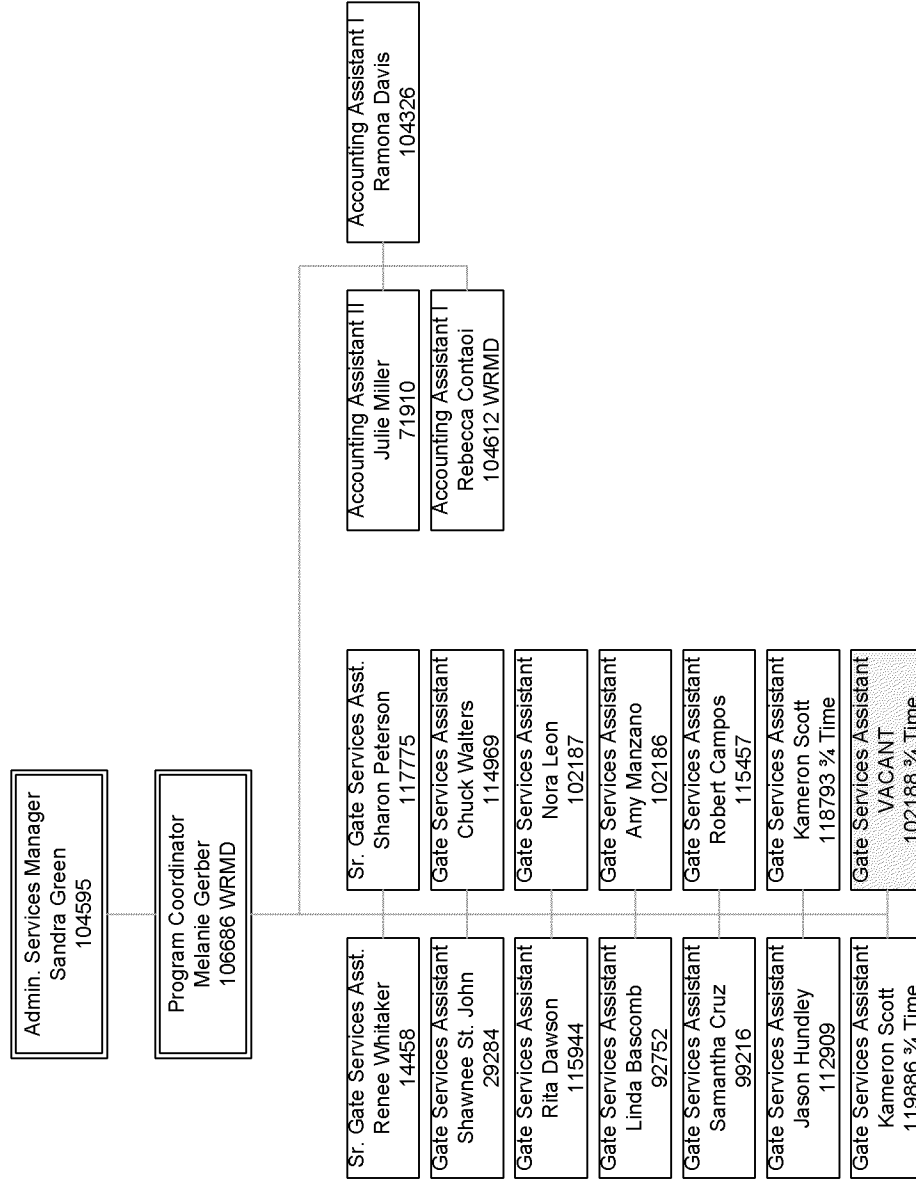 Admin. Services Manager
Sandra Green
104595
Program Coordinator
Melanie Gerber
106686 WRMD
Sr. Gate Services Asst.
Renee Whitaker
14458
Sr. Gate Services Asst.
Sharon Peterson
117775
Accounting Assistant II
Julie Miller
71910
Accounting Assistant I
Ramona Davis
104326
Gate Services Assistant
Shawnee St. John
29284
Gate Services Assistant
Chuck Walters
114969
Accounting Assistant I
Rebecca Contaoi
104612 WRMD
Gate Services Assistant
Rita Dawson
115944
Gate Services Assistant
Nora Leon
102187
Gate Services Assistant
Linda Bascomb
92752
Gate Services Assistant
Amy Manzano
102186
Gate Services Assistant
Samantha Cruz
99216
Gate Services Assistant
Robert Campos
115457
Gate Services Assistant
Jason Hundley
112909
Gate Services Assistant
Kameron Scott
118793 ¾ Time
Gate Services Assistant
Kameron Scott
119886 ¾ Time
Gate Services Assistant
VACANT
102188 ¾ Time